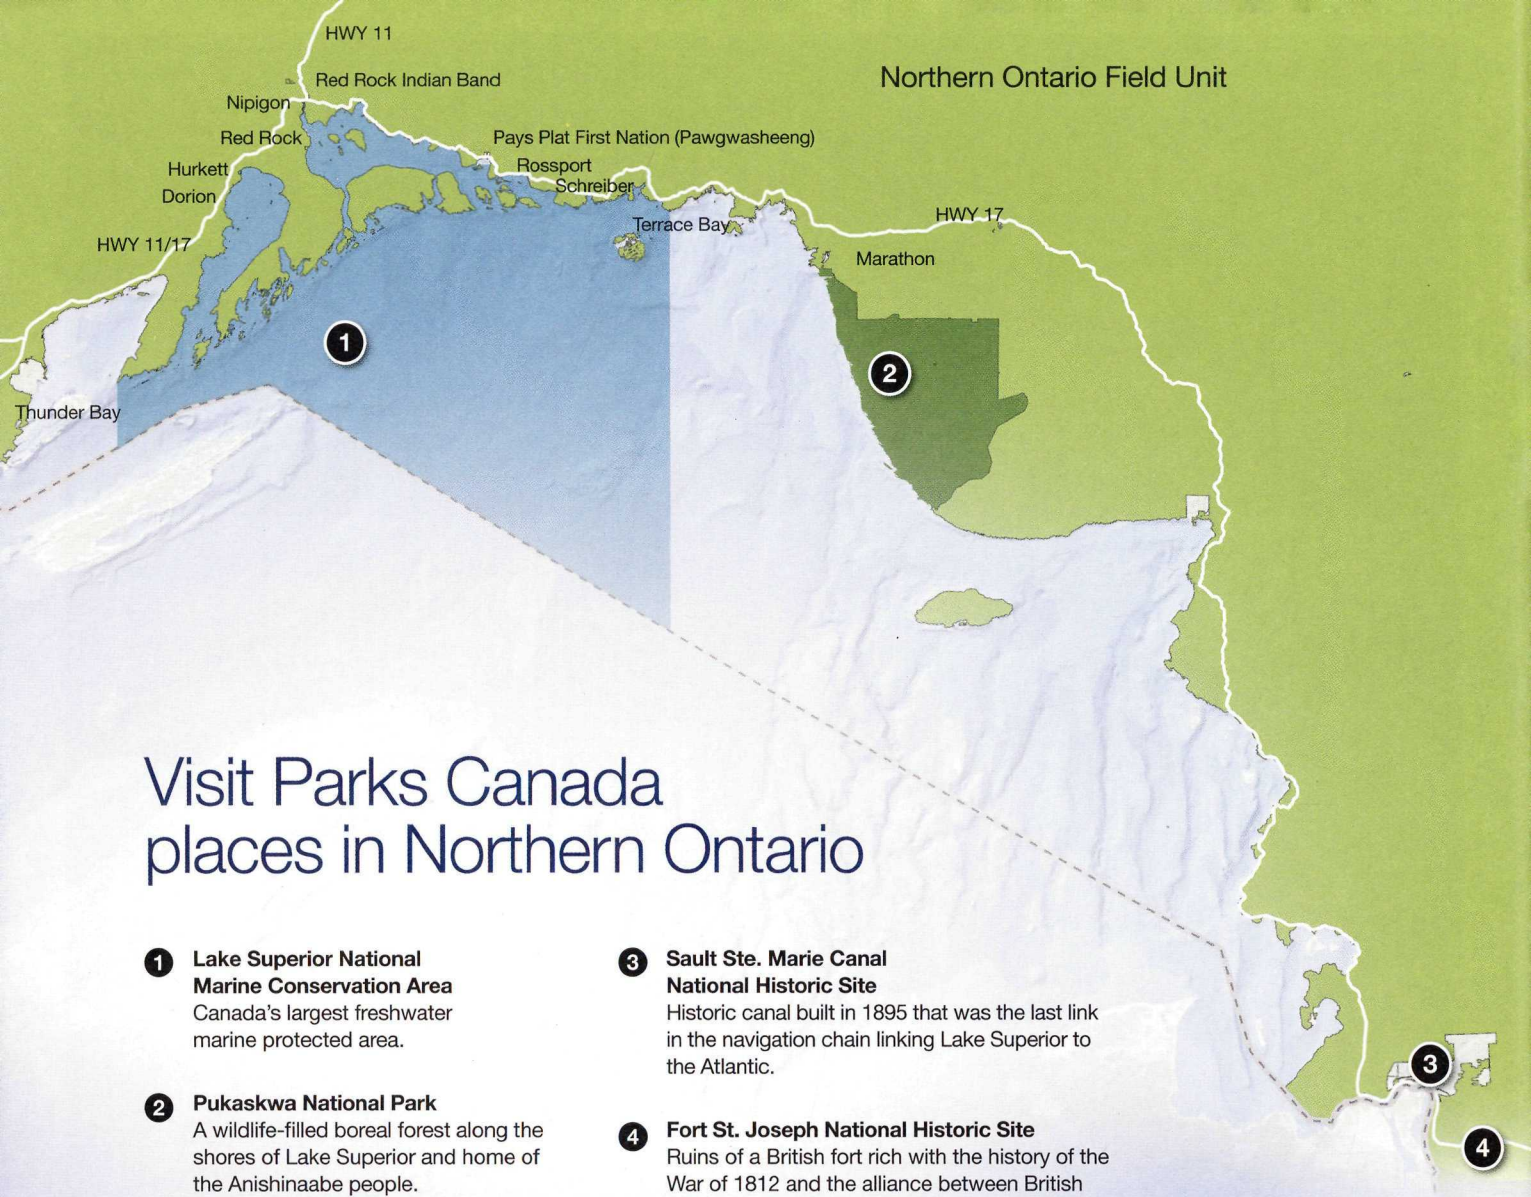 HWY 11
Northern Ontario Field Unit
Red Rock Indian Band
Nipigon
Red Rock
Pays Plat First Nation (Pawgwasheeng)
Hurkett
Rossport
Dorion
Schreiber
HWY 11/17
Terrace Bay
HWY 17
Marathon
1
2
Thunder Bay
Visit Parks Canada
places in Northern Ontario
1 Lake Superior National
Marine Conservation Area
Canada's largest freshwater
marine protected area.
2 Pukaskwa National Park
A wildlife-filled boreal forest along the
shores of Lake Superior and home of
the Anishinaabe people.
3 Sault Ste. Marie Canal
National Historic Site
Historic canal built in 1895 that was the last link
in the navigation chain linking Lake Superior to
the Atlantic.
4 Fort St. Joseph National Historic Site
Ruins of a British fort rich with the history of the
War of 1812 and the alliance between British
3
4